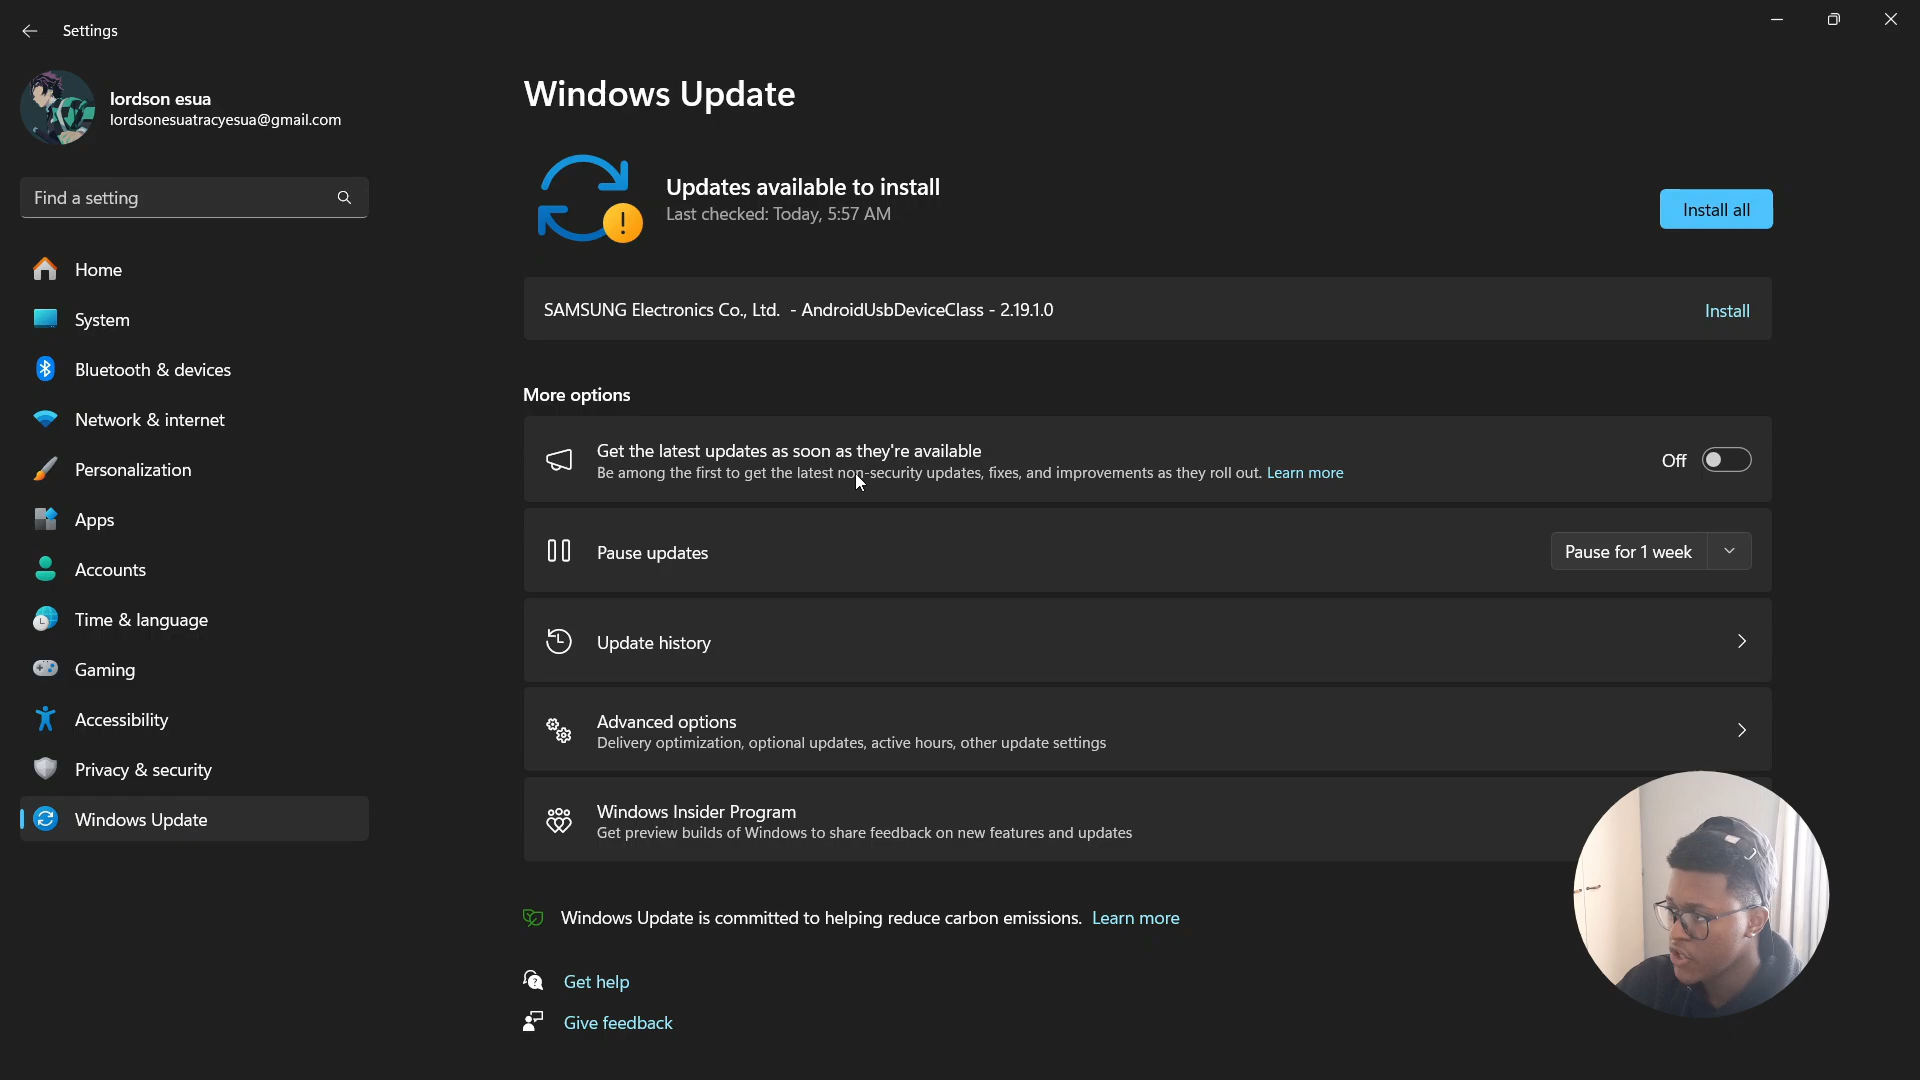 Settings
lordson esua
lordsonesuatracyesua@gmail.com
Find a setting
Home
System
Bluetooth & devices
Network & internet
Personalization
Apps
Accounts
Time & language
Gaming
Accessibility
Privacy & security
Windows Update
Windows Update
Updates available to install
Last checked: Today, 5:57 AM
Install all
SAMSUNG Electronics Co., Ltd.  - AndroidUsbDeviceClass - 2.19.1.0
Install
More options
Get the latest updates as soon as they're available
Be among the first to get the latest non-security updates, fixes, and improvements as they roll out. Learn more
Off
Pause updates
Pause for 1 week
Update history
Advanced options
Delivery optimization, optional updates, active hours, other update settings
Windows Insider Program
Get preview builds of Windows to share feedback on new features and updates
Windows Update is committed to helping reduce carbon emissions. Learn more
Get help
Give feedback